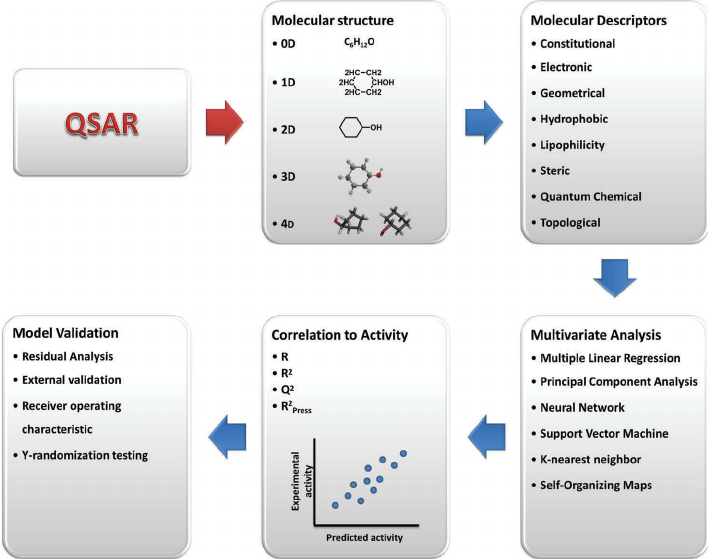 QSAR
Molecular structure
• 0D C₆H₁₂O
• 1D
2HC–CH2
2HC CHOH
2HC–CH2
• 2D
OH
• 3D
• 4D
Molecular Descriptors
• Constitutional
• Electronic
• Geometrical
• Hydrophobic
• Lipophilicity
• Steric
• Quantum Chemical
• Topological
Multivariate Analysis
• Multiple Linear Regression
• Principal Component Analysis
• Neural Network
• Support Vector Machine
• K-nearest neighbor
• Self-Organizing Maps
Correlation to Activity
• R
• R²
• Q²
• R²Press
Experimental
activity
Predicted activity
Model Validation
• Residual Analysis
• External validation
• Receiver operating
characteristic
• Y-randomization testing